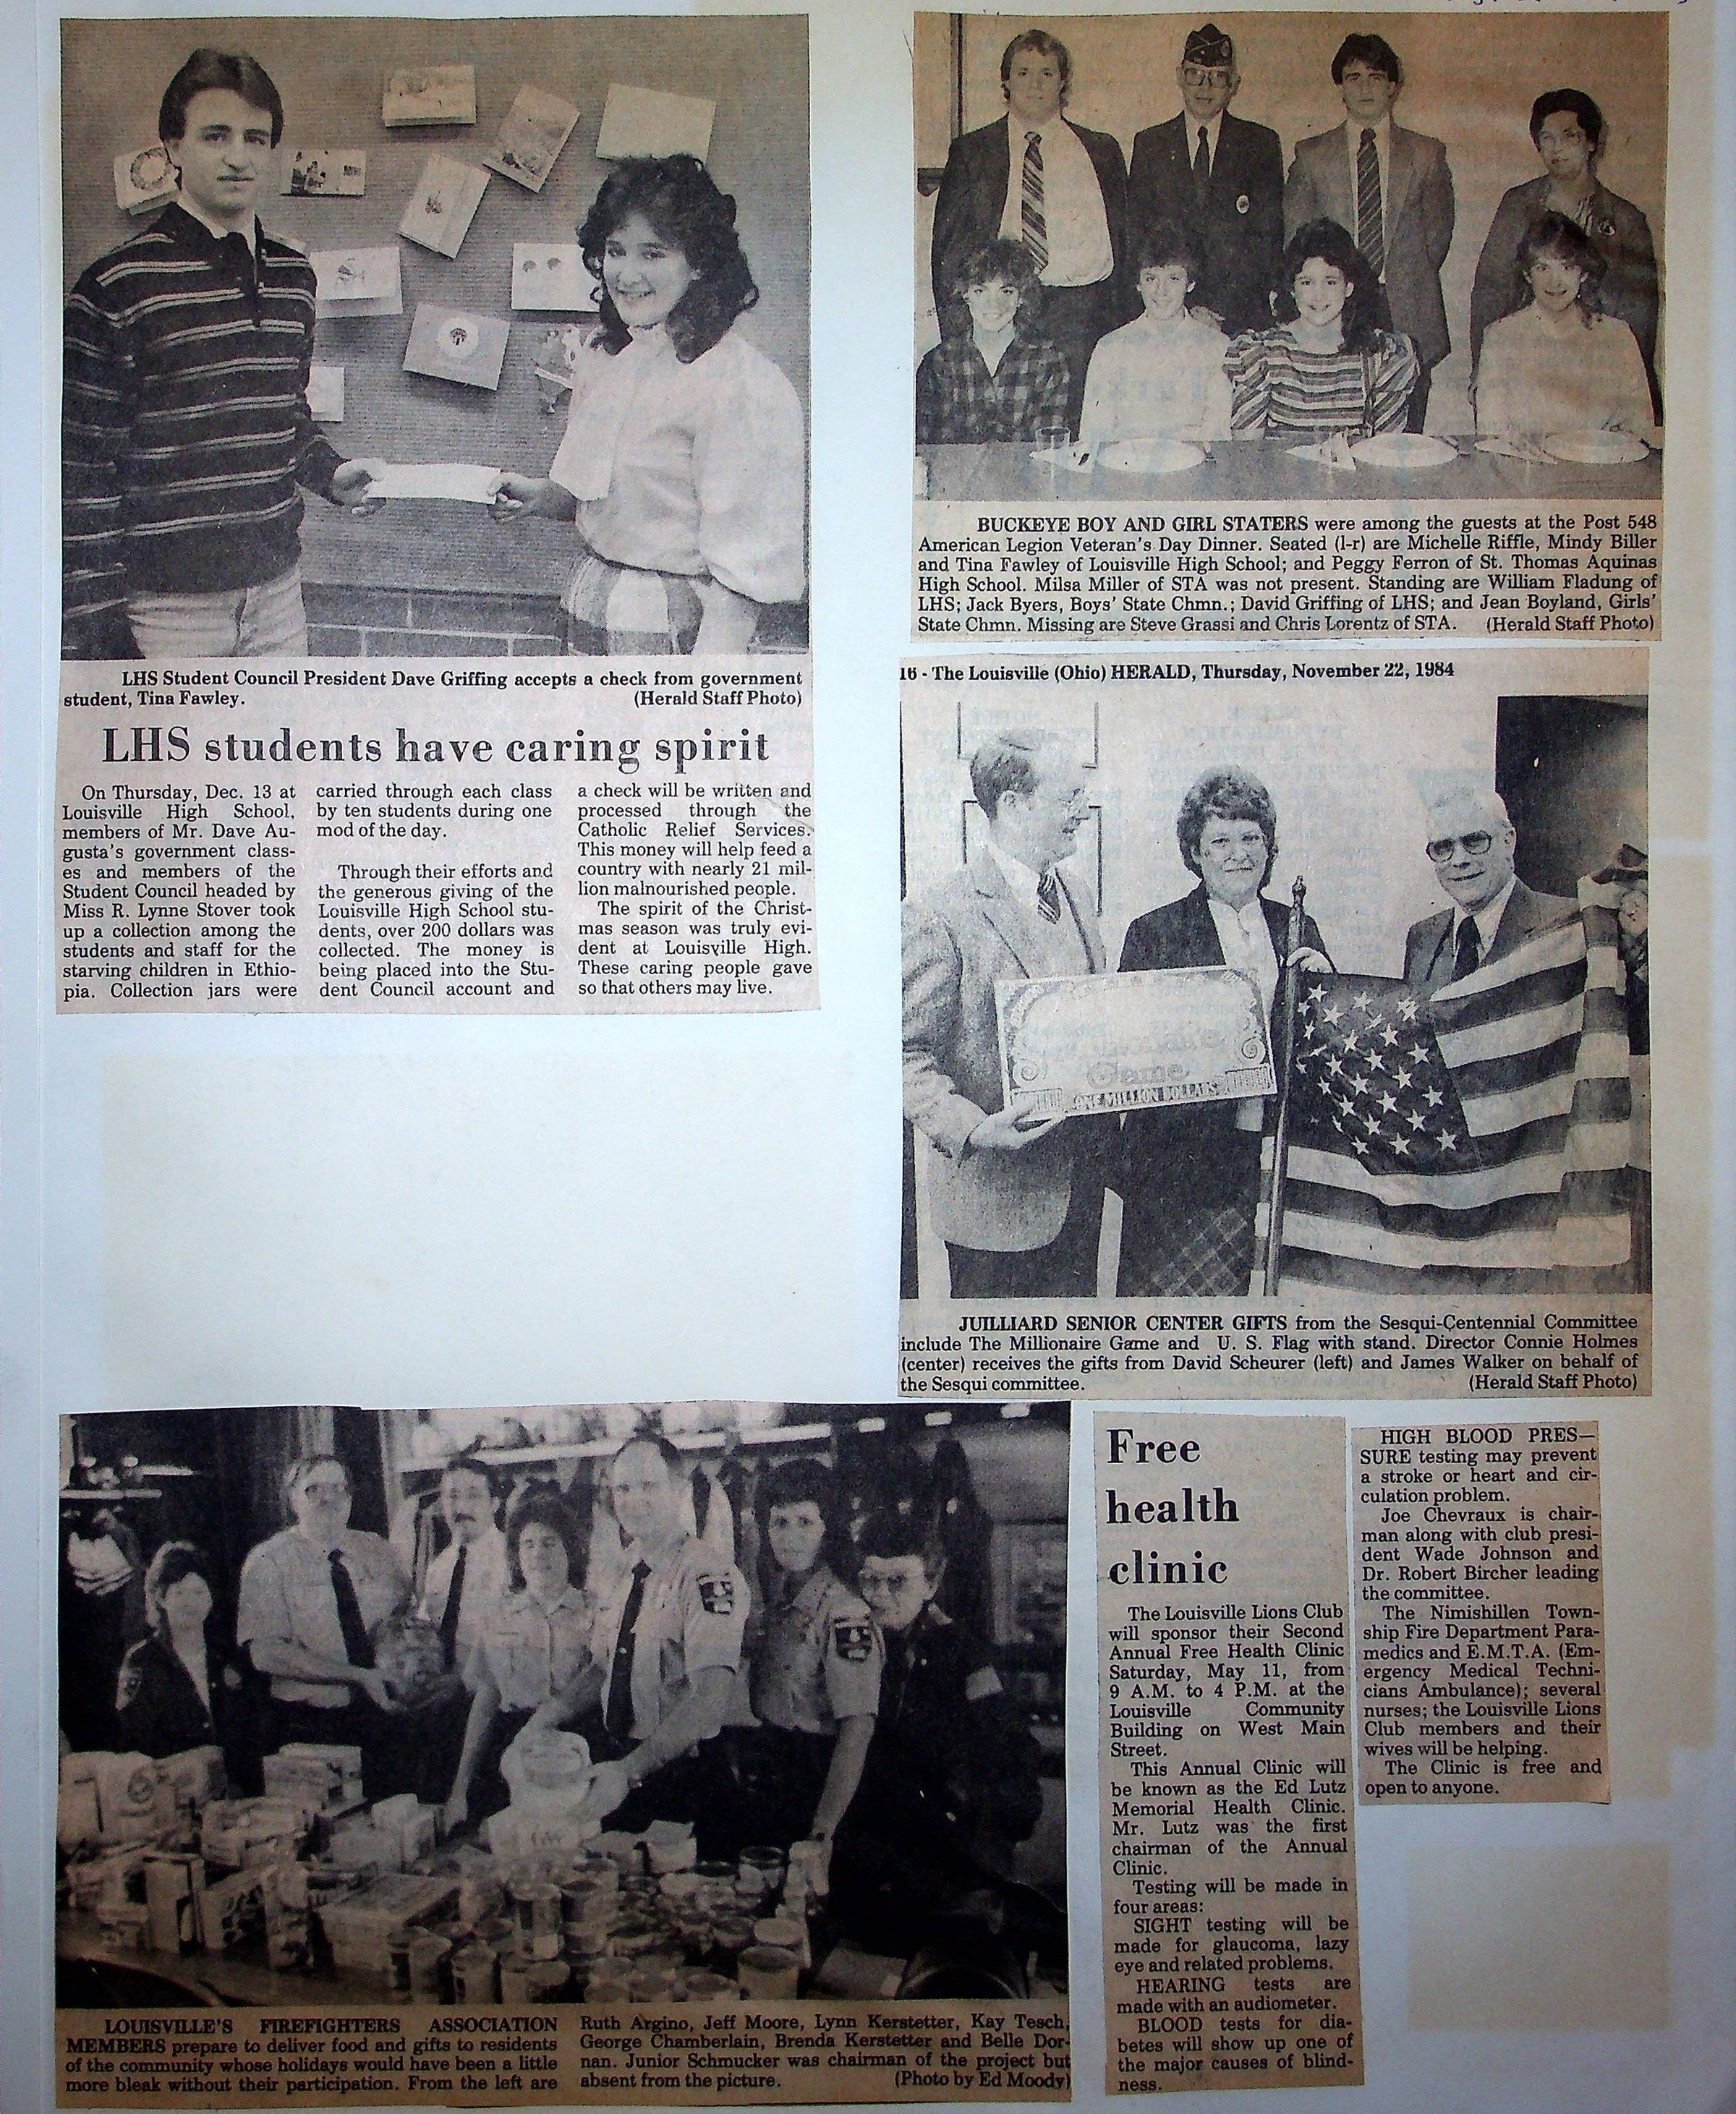 LHS Student Council President Dave Griffing accepts a check from government
student, Tina Fawley. (Herald Staff Photo)
LHS students have caring spirit
On Thursday, Dec. 13 at
Louisville High School,
members of Mr. Dave Au-
gusta's government class-
es and members of the
Student Council headed by
Miss R. Lynne Stover took
up a collection among the
students and staff for the
starving children in Ethio-
pia. Collection jars were
carried through each class
by ten students during one
mod of the day.
Through their efforts and
the generous giving of the
Louisville High School stu-
dents, over 200 dollars was
collected. The money is
being placed into the Stu-
dent Council account and
a check will be written and
processed through the
Catholic Relief Services.
This money will help feed a
country with nearly 21 mil-
lion malnourished people.
The spirit of the Christ-
mas season was truly evi-
dent at Louisville High.
These caring people gave
so that others may live.
BUCKEYE BOY AND GIRL STATERS were among the guests at the Post 548
American Legion Veteran's Day Dinner. Seated (l-r) are Michelle Riffle, Mindy Biller
and Tina Fawley of Louisville High School; and Peggy Ferron of St. Thomas Aquinas
High School. Milsa Miller of STA was not present. Standing are William Fladung of
LHS; Jack Byers, Boys' State Chmn.; David Griffing of LHS; and Jean Boyland, Girls'
State Chmn. Missing are Steve Grassi and Chris Lorentz of STA. (Herald Staff Photo)
16 - The Louisville (Ohio) HERALD, Thursday, November 22, 1984
Game
ONE MILLION DOLLARS
JUILLIARD SENIOR CENTER GIFTS from the Sesqui-Centennial Committee
include The Millionaire Game and U. S. Flag with stand. Director Connie Holmes
(center) receives the gifts from David Scheurer (left) and James Walker on behalf of
the Sesqui committee. (Herald Staff Photo)
LOUISVILLE'S FIREFIGHTERS ASSOCIATION
MEMBERS prepare to deliver food and gifts to residents
of the community whose holidays would have been a little
more bleak without their participation. From the left are
Ruth Argino, Jeff Moore, Lynn Kerstetter, Kay Tesch,
George Chamberlain, Brenda Kerstetter and Belle Dor-
nan. Junior Schmucker was chairman of the project but
absent from the picture. (Photo by Ed Moody)
Free
health
clinic
The Louisville Lions Club
will sponsor their Second
Annual Free Health Clinic
Saturday, May 11, from
9 A.M. to 4 P.M. at the
Louisville Community
Building on West Main
Street.
This Annual Clinic will
be known as the Ed Lutz
Memorial Health Clinic.
Mr. Lutz was the first
chairman of the Annual
Clinic.
Testing will be made in
four areas:
SIGHT testing will be
made for glaucoma, lazy
eye and related problems.
HEARING tests are
made with an audiometer.
BLOOD tests for dia-
betes will show up one of
the major causes of blind-
ness.
HIGH BLOOD PRES—
SURE testing may prevent
a stroke or heart and cir-
culation problem.
Joe Chevraux is chair-
man along with club presi-
dent Wade Johnson and
Dr. Robert Bircher leading
the committee.
The Nimishillen Town-
ship Fire Department Para-
medics and E.M.T.A. (Em-
ergency Medical Techni-
cians Ambulance); several
nurses; the Louisville Lions
Club members and their
wives will be helping.
The Clinic is free and
open to anyone.